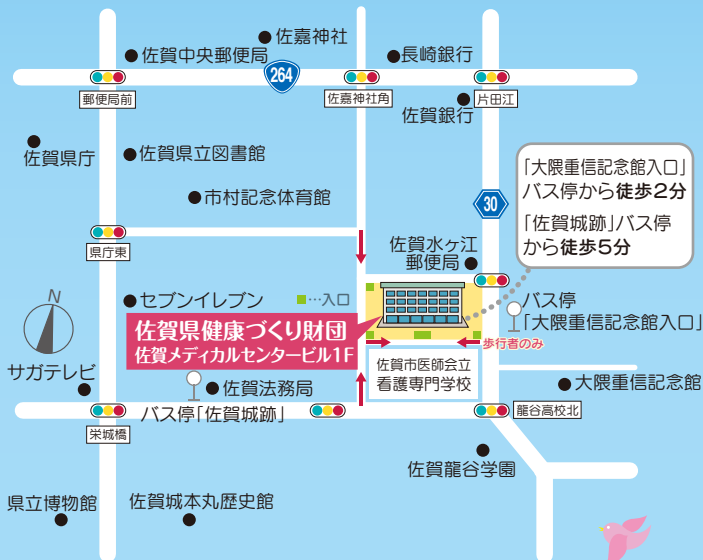 佐嘉神社
佐賀中央郵便局
長崎銀行
264
郵便局前
佐嘉神社角
片田江
佐賀銀行
佐賀県庁
佐賀県立図書館
「大隈重信記念館入口」
バス停から徒歩2分
「佐賀城跡」バス停
から徒歩5分
市村記念体育館
30
県庁東
佐賀水ヶ江
郵便局
N
セブンイレブン
…入口
バス停
「大隈重信記念館入口」
佐賀県健康づくり財団
佐賀メディカルセンタービル1F
歩行者のみ
佐賀市医師会立
看護専門学校
サガテレビ
佐賀法務局
大隈重信記念館
バス停「佐賀城跡」
栄城橋
龍谷高校北
佐賀龍谷学園
県立博物館
佐賀城本丸歴史館